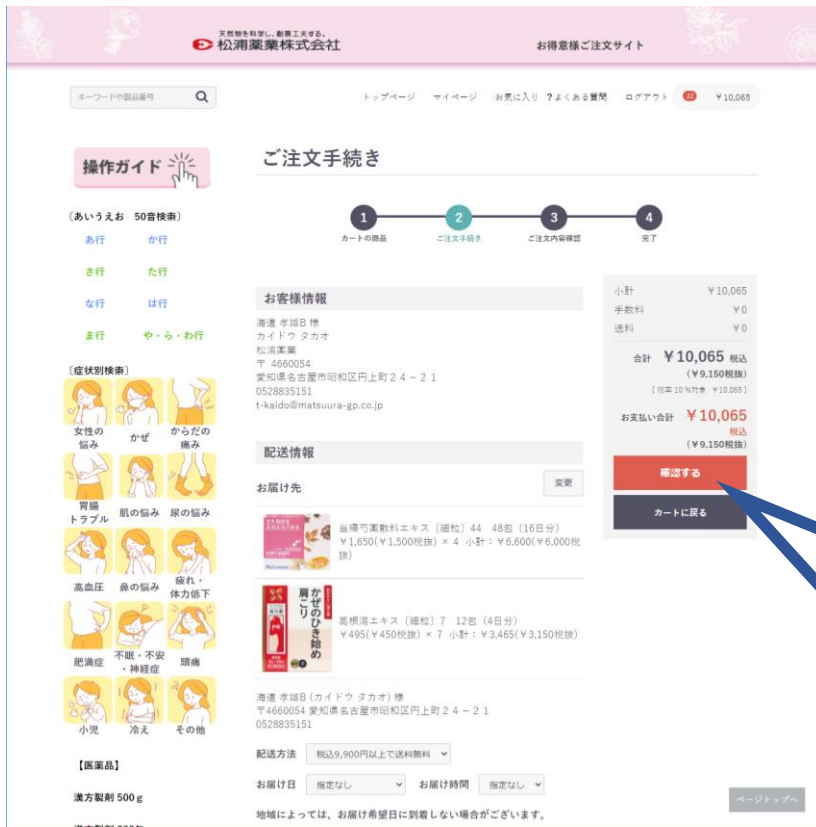 天然物を科学し、創意工夫する。
松浦薬業株式会社
お得意様ご注文サイト
キーワードや製品番号
トップページ マイページ お気に入り ?よくある質問 ログアウト 22 ￥10,065
操作ガイド
ご注文手続き
1 2 3 4
カートの商品 ご注文手続き ご注文内容確認 完了
〔あいうえお 50音検索〕
あ行 か行
さ行 た行
な行 は行
ま行 や・ら・わ行
[症状別検索]
女性の悩み かぜ からだの痛み
胃腸トラブル 肌の悩み 尿の悩み
高血圧 鼻の悩み 疲れ・体力低下
肥満症 不眠・不安・神経症 頭痛
小児 冷え その他
【医薬品】
漢方製剤 500ｇ
お客様情報
海道 孝雄B 様
カイドウ タカオ
松浦薬業
〒 4660054
愛知県名古屋市昭和区円上町２４－２１
0528835151
t-kaido@matsuura-gp.co.jp
配送情報
お届け先
変更
当帰芍薬散料エキス〔細粒〕44 48包（16日分）
￥1,650(￥1,500税抜) × 4 小計：￥6,600(￥6,000税
抜)
かぜのひき始め
肩こり
葛根湯エキス〔細粒〕7 12包（4日分）
￥495(￥450税抜) × 7 小計：￥3,465(￥3,150税抜)
海道 孝雄B (カイドウ タカオ) 様
〒4660054 愛知県名古屋市昭和区円上町２４－２１
0528835151
配送方法 税込9,900円以上で送料無料
お届け日 指定なし お届け時間 指定なし
地域によっては、お届け希望日に到着しない場合がございます。
小計 ￥10,065
手数料 ￥0
送料 ￥0
合計 ￥10,065 税込
(￥9,150税抜)
[ 税率10％対象 ￥10,065 ]
お支払い合計 ￥10,065
税込
(￥9,150税抜)
確認する
カートに戻る
ページトップへ